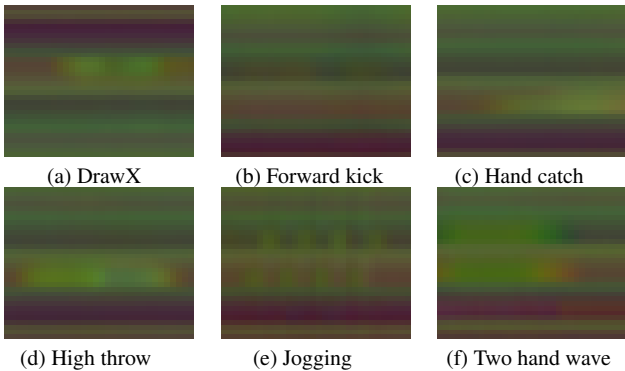 (a) DrawX
(b) Forward kick
(c) Hand catch
(d) High throw
(e) Jogging
(f) Two hand wave